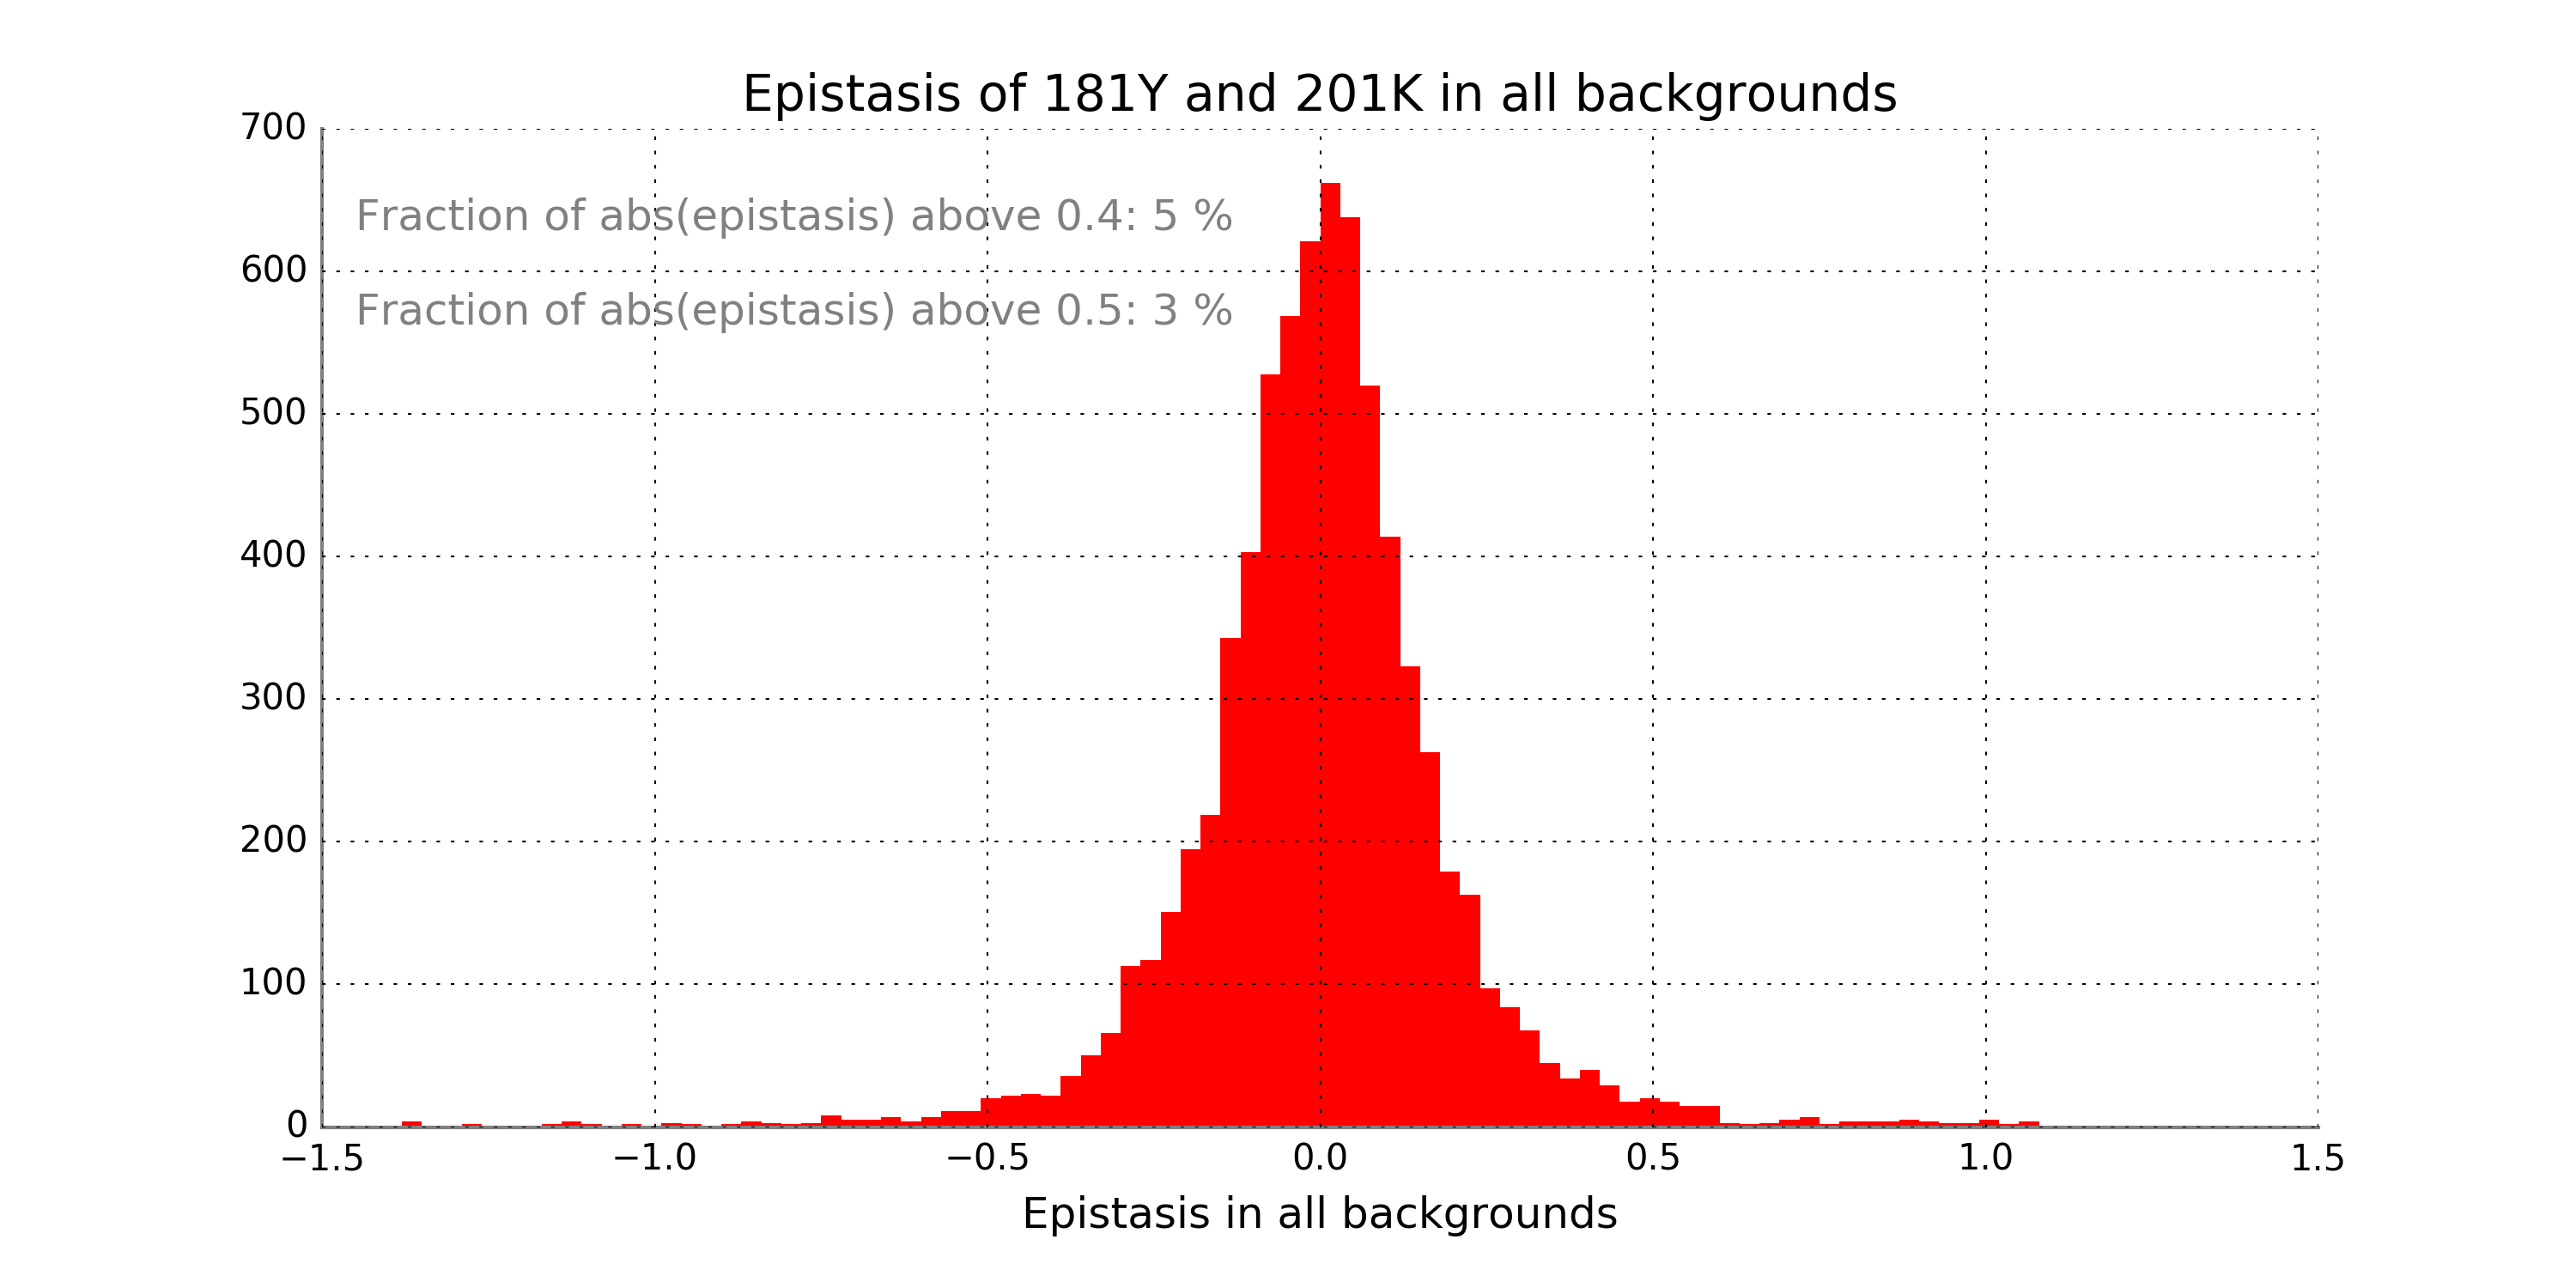 Epistasis of 181Y and 201K in all backgrounds
700
Fraction of abs(epistasis) above 0.4: 5 %
600
Fraction of abs(epistasis) above 0.5: 3 %
500
400
300
200
100
0
−1.5 −1.0 −0.5 0.0 0.5 1.0 1.5
Epistasis in all backgrounds